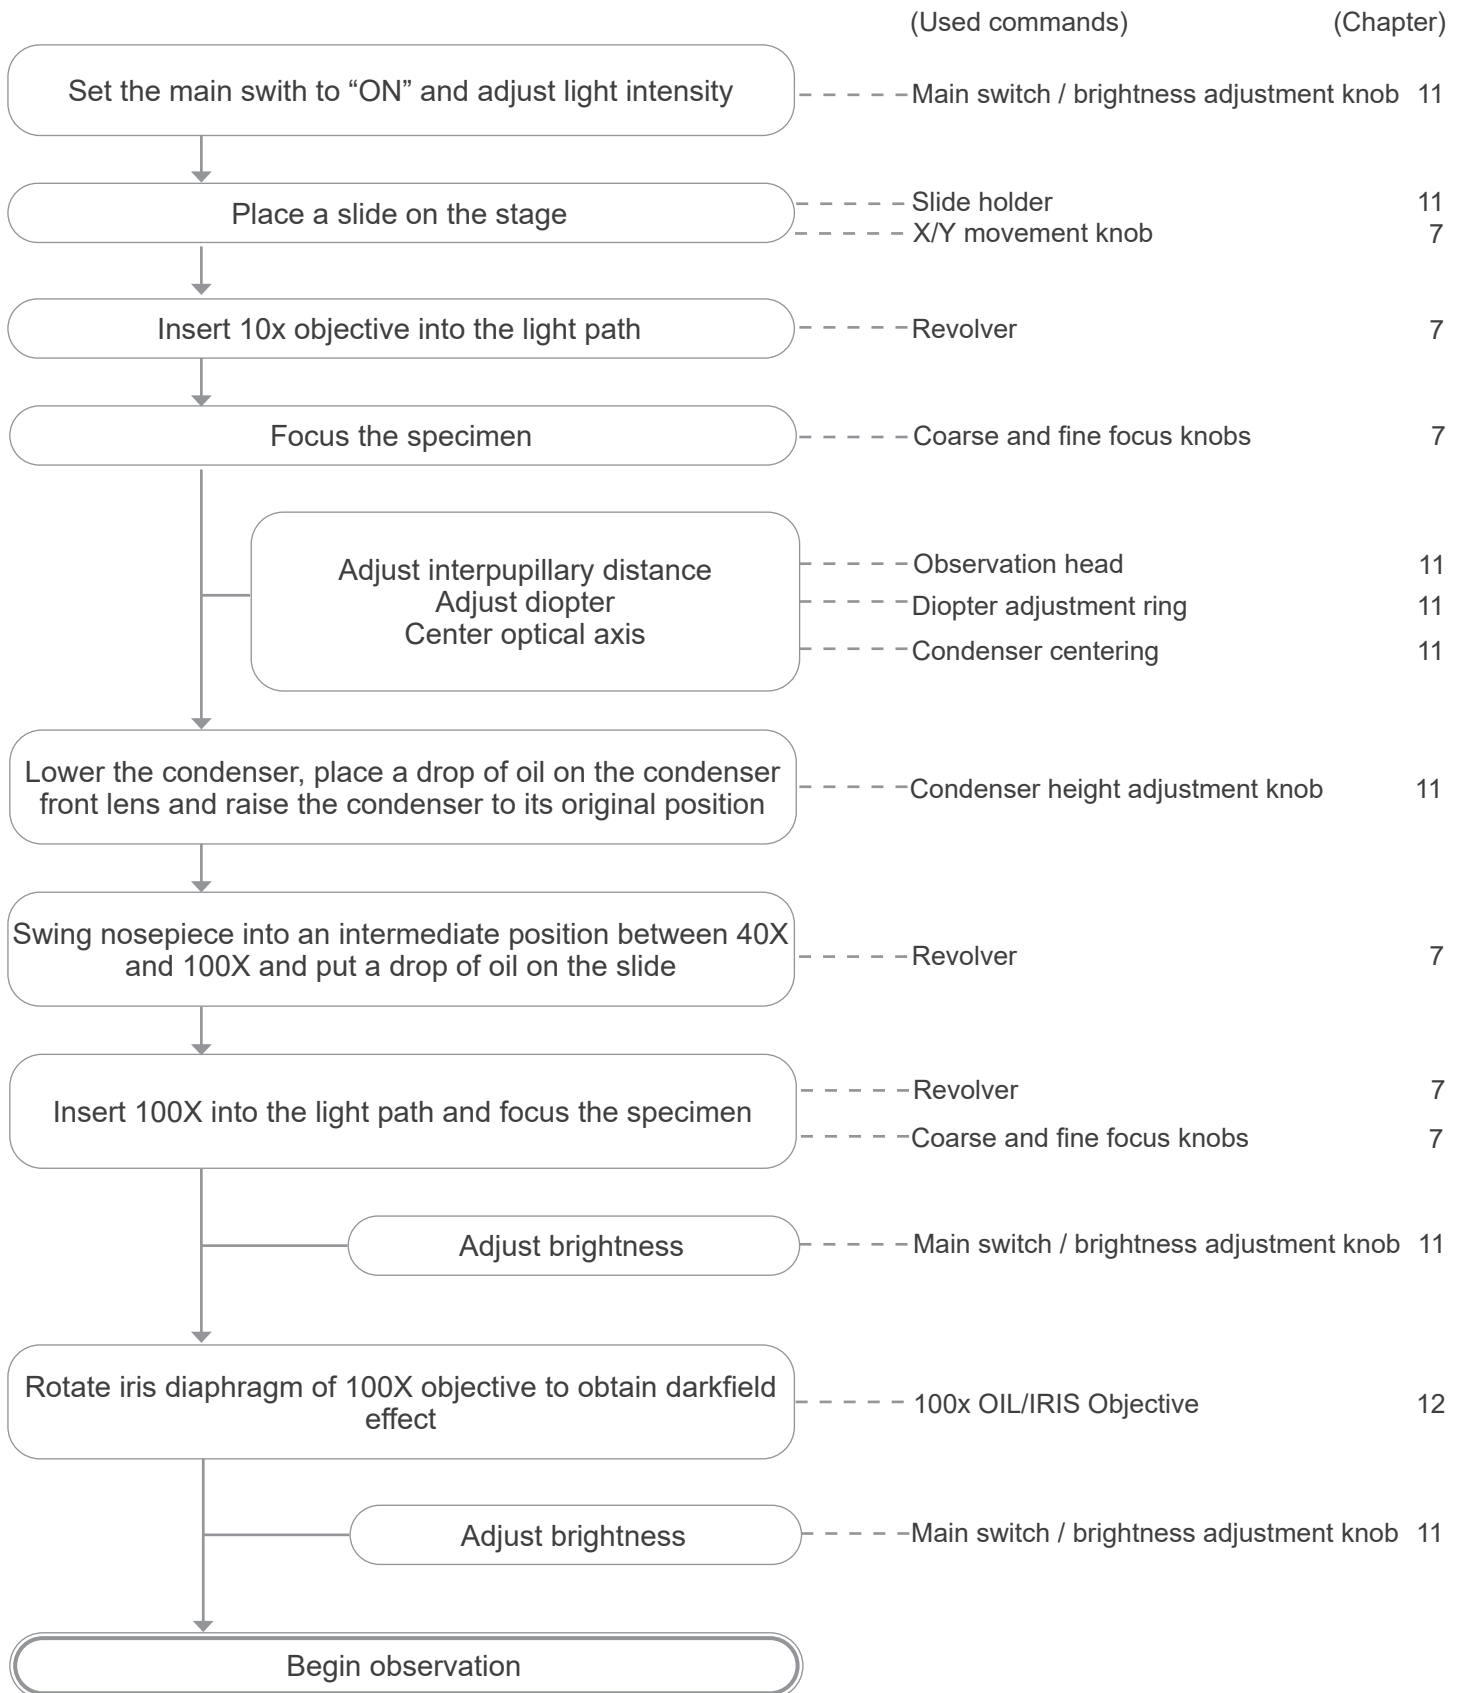 (Used commands) (Chapter)
Set the main swith to “ON” and adjust light intensity
Main switch / brightness adjustment knob 11
Place a slide on the stage
Slide holder 11
X/Y movement knob 7
Insert 10x objective into the light path
Revolver 7
Focus the specimen
Coarse and fine focus knobs 7
Adjust interpupillary distance
Adjust diopter
Center optical axis
Observation head 11
Diopter adjustment ring 11
Condenser centering 11
Lower the condenser, place a drop of oil on the condenser
front lens and raise the condenser to its original position
Condenser height adjustment knob 11
Swing nosepiece into an intermediate position between 40X
and 100X and put a drop of oil on the slide
Revolver 7
Insert 100X into the light path and focus the specimen
Revolver 7
Coarse and fine focus knobs 7
Adjust brightness
Main switch / brightness adjustment knob 11
Rotate iris diaphragm of 100X objective to obtain darkfield
effect
100x OIL/IRIS Objective 12
Adjust brightness
Main switch / brightness adjustment knob 11
Begin observation